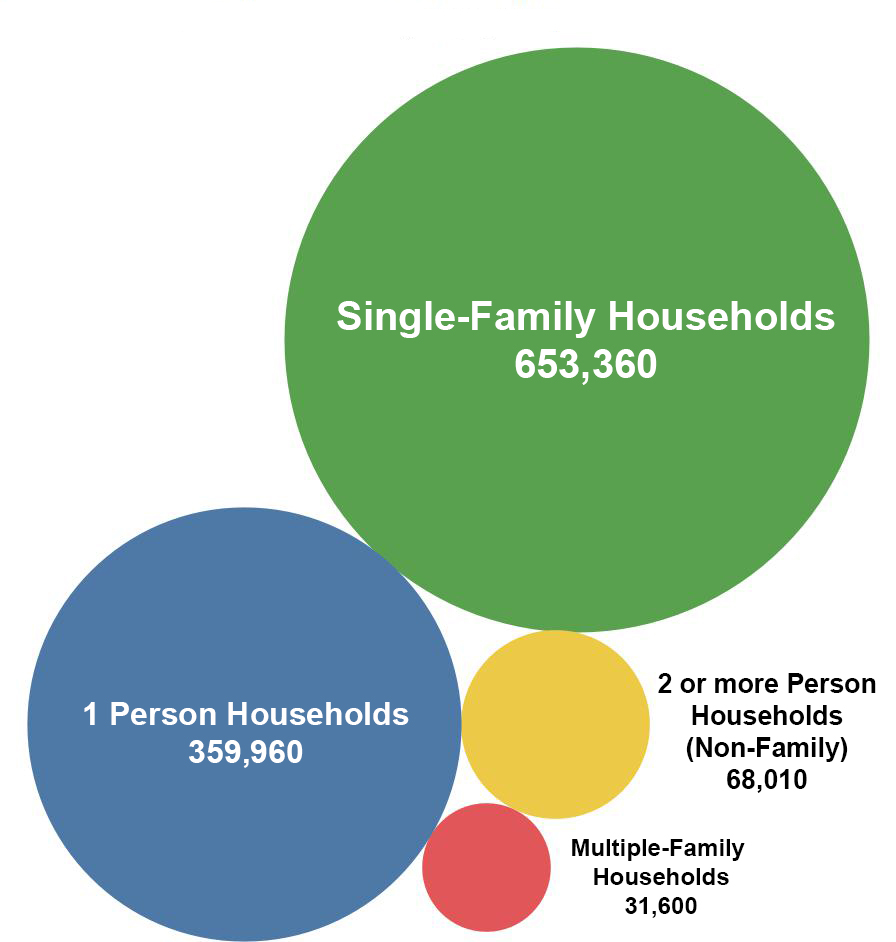 Single-Family Households
653,360
1 Person Households
359,960
2 or more Person
Households
(Non-Family)
68,010
Multiple-Family
Households
31,600